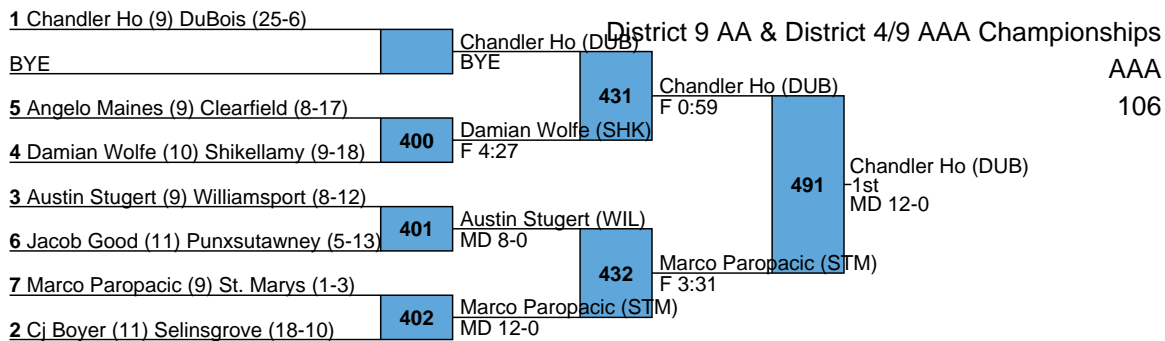 District 9 AA & District 4/9 AAA Championships
AAA
106
1 Chandler Ho (9) DuBois (25-6)
BYE
5 Angelo Maines (9) Clearfield (8-17)
4 Damian Wolfe (10) Shikellamy (9-18)
3 Austin Stugert (9) Williamsport (8-12)
6 Jacob Good (11) Punxsutawney (5-13)
7 Marco Paropacic (9) St. Marys (1-3)
2 Cj Boyer (11) Selinsgrove (18-10)
400
401
402
Chandler Ho (DUB)
BYE
Damian Wolfe (SHK)
F 4:27
Austin Stugert (WIL)
MD 8-0
Marco Paropacic (STM)
MD 12-0
431
432
Chandler Ho (DUB)
F 0:59
Marco Paropacic (STM)
F 3:31
491
Chandler Ho (DUB)
1st
MD 12-0